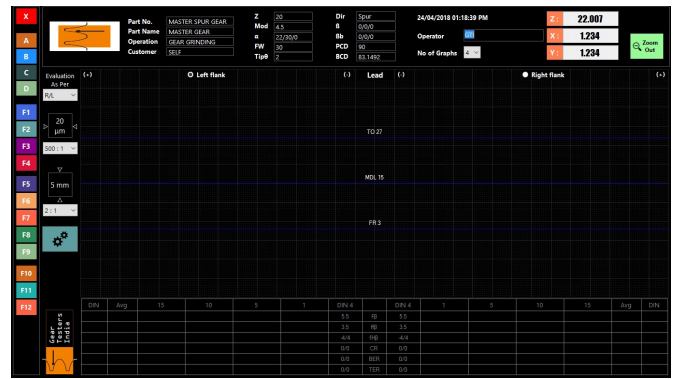 X
A
B
C
D
F1
F2
F3
F4
F5
F6
F7
F8
F9
F10
F11
F12
Part No. MASTER SPUR GEAR
Part Name MASTER GEAR
Operation GEAR GRINDING
Customer SELF
Z 20
Mod 4.5
α 22/30/0
FW 30
Tipθ 2
Dir Spur
ß 0/0/0
ßb 0/0/0
PCD 90
BCD 83.1492
24/04/2018 01:18:39 PM
Operator GTI
No of Graphs 4
Z : 22.007
X : 1.234
Y : 1.234
Zoom Out
Evaluation
As Per
R/L
20
µm
500 : 1
5 mm
2 : 1
(+) Left flank (-) Lead (-) Right flank (+)
TO 27
MDL 15
FR 3
DIN Avg 15 10 5 1 DIN 4 DIN 4 1 5 10 15 Avg DIN
5.5 Fβ 5.5
3.5 ffβ 3.5
4/4 fHβ 4/4
0/0 CR 0/0
0/0 BER 0/0
0/0 TER 0/0
Gear
Testers
India